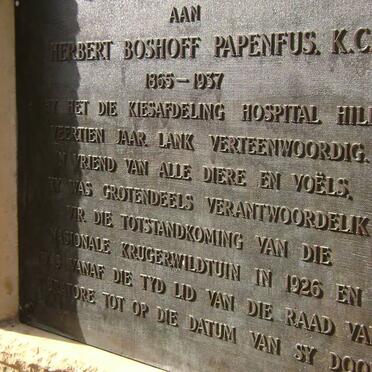 AAN
HERBERT BOSHOFF PAPENFUS. K.C
1865 - 1937
HET DIE KIESAFDELING HOSPITAL HILL
VEERTIEN JAAR LANK VERTEENWOORDIG.
'N VRIEND VAN ALLE DIERE EN VOËLS.
HY WAS GROTENDEELS VERANTWOORDELIK
VIR DIE TOTSTANDKOMING VAN DIE
NASIONALE KRUGERWILDTUIN IN 1926 EN
VANAF DIE TYD LID VAN DIE RAAD VAN
TOT OP DIE DATUM VAN SY DOO